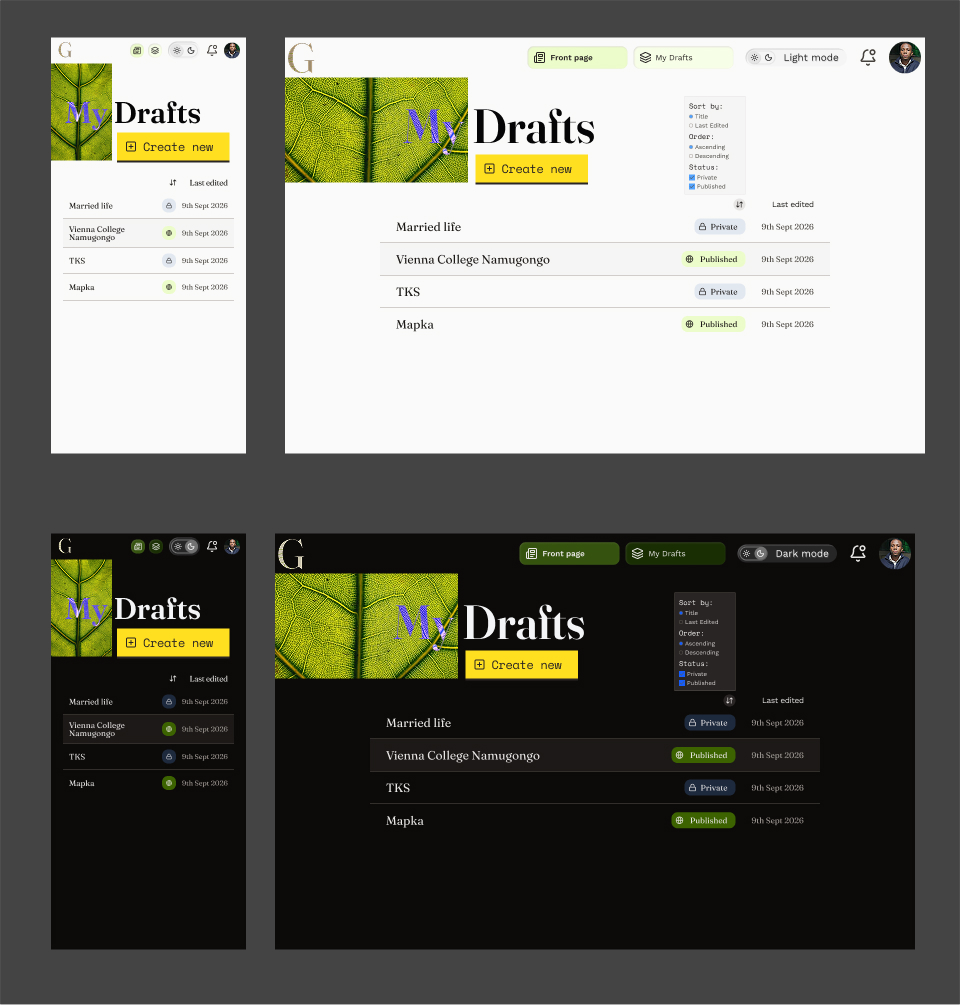 G
My Drafts
Create new
Last edited
Married life 9th Sept 2026
Vienna College
Namugongo 9th Sept 2026
TKS 9th Sept 2026
Mapka 9th Sept 2026
G Front page My Drafts Light mode
My Drafts
Create new
Sort by:
Title
Last Edited
Order:
Ascending
Descending
Status:
Private
Published
Last edited
Married life Private 9th Sept 2026
Vienna College Namugongo Published 9th Sept 2026
TKS Private 9th Sept 2026
Mapka Published 9th Sept 2026
G
My Drafts
Create new
Last edited
Married life 9th Sept 2026
Vienna College
Namugongo 9th Sept 2026
TKS 9th Sept 2026
Mapka 9th Sept 2026
G Front page My Drafts Dark mode
My Drafts
Create new
Sort by:
Title
Last Edited
Order:
Ascending
Descending
Status:
Private
Published
Last edited
Married life Private 9th Sept 2026
Vienna College Namugongo Published 9th Sept 2026
TKS Private 9th Sept 2026
Mapka Published 9th Sept 2026